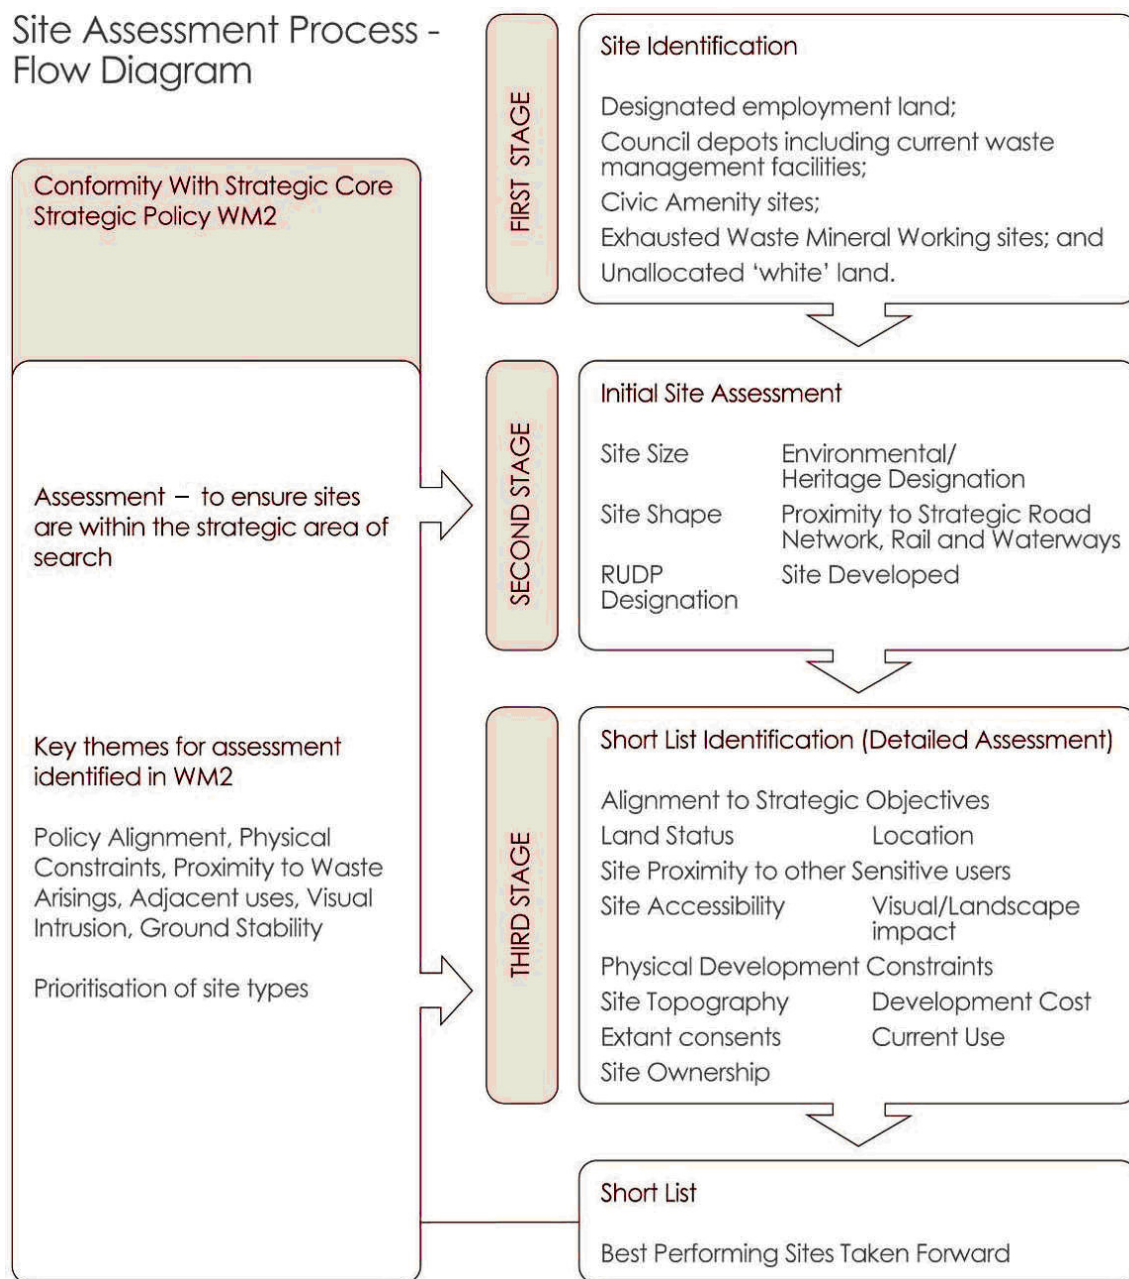 Site Assessment Process -
Flow Diagram
Conformity With Strategic Core
Strategic Policy WM2
Assessment – to ensure sites
are within the strategic area of
search
Key themes for assessment
identified in WM2
Policy Alignment, Physical
Constraints, Proximity to Waste
Arisings, Adjacent uses, Visual
Intrusion, Ground Stability
Prioritisation of site types
FIRST STAGE
Site Identification
Designated employment land;
Council depots including current waste
management facilities;
Civic Amenity sites;
Exhausted Waste Mineral Working sites; and
Unallocated ‘white’ land.
SECOND STAGE
Initial Site Assessment
Site Size
Environmental/
Heritage Designation
Site Shape
Proximity to Strategic Road
Network, Rail and Waterways
RUDP
Designation
Site Developed
THIRD STAGE
Short List Identification (Detailed Assessment)
Alignment to Strategic Objectives
Land Status
Location
Site Proximity to other Sensitive users
Site Accessibility
Visual/Landscape
impact
Physical Development Constraints
Site Topography
Development Cost
Extant consents
Current Use
Site Ownership
Short List
Best Performing Sites Taken Forward